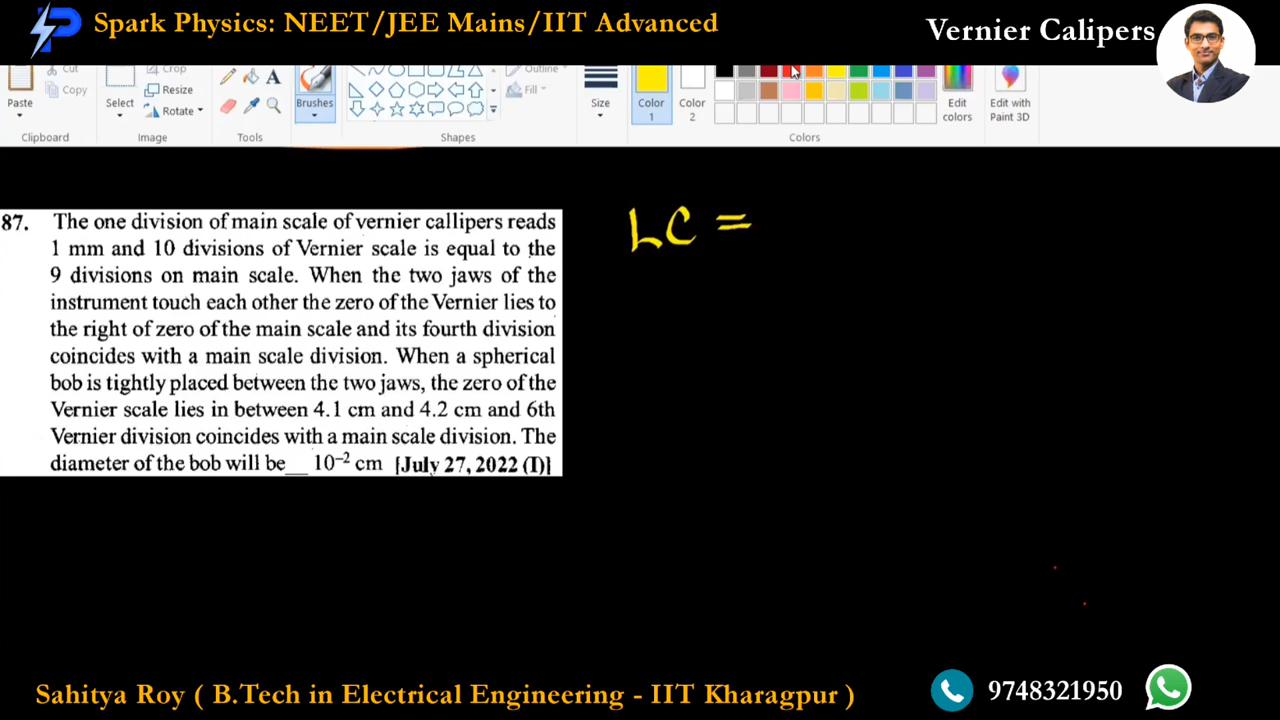 Spark Physics: NEET/JEE Mains/IIT Advanced
Vernier Calipers
Cut
Crop
Outline
Copy
Resize
Fill
Paste
Select
Rotate
Brushes
Size
Color
1
Color
2
Edit
colors
Edit with
Paint 3D
Clipboard
Image
Tools
Shapes
Colors
87. The one division of main scale of vernier callipers reads
1 mm and 10 divisions of Vernier scale is equal to the
9 divisions on main scale. When the two jaws of the
instrument touch each other the zero of the Vernier lies to
the right of zero of the main scale and its fourth division
coincides with a main scale division. When a spherical
bob is tightly placed between the two jaws, the zero of the
Vernier scale lies in between 4.1 cm and 4.2 cm and 6th
Vernier division coincides with a main scale division. The
diameter of the bob will be__ 10⁻² cm [July 27, 2022 (I)]
LC =
Sahitya Roy ( B.Tech in Electrical Engineering - IIT Kharagpur )
9748321950